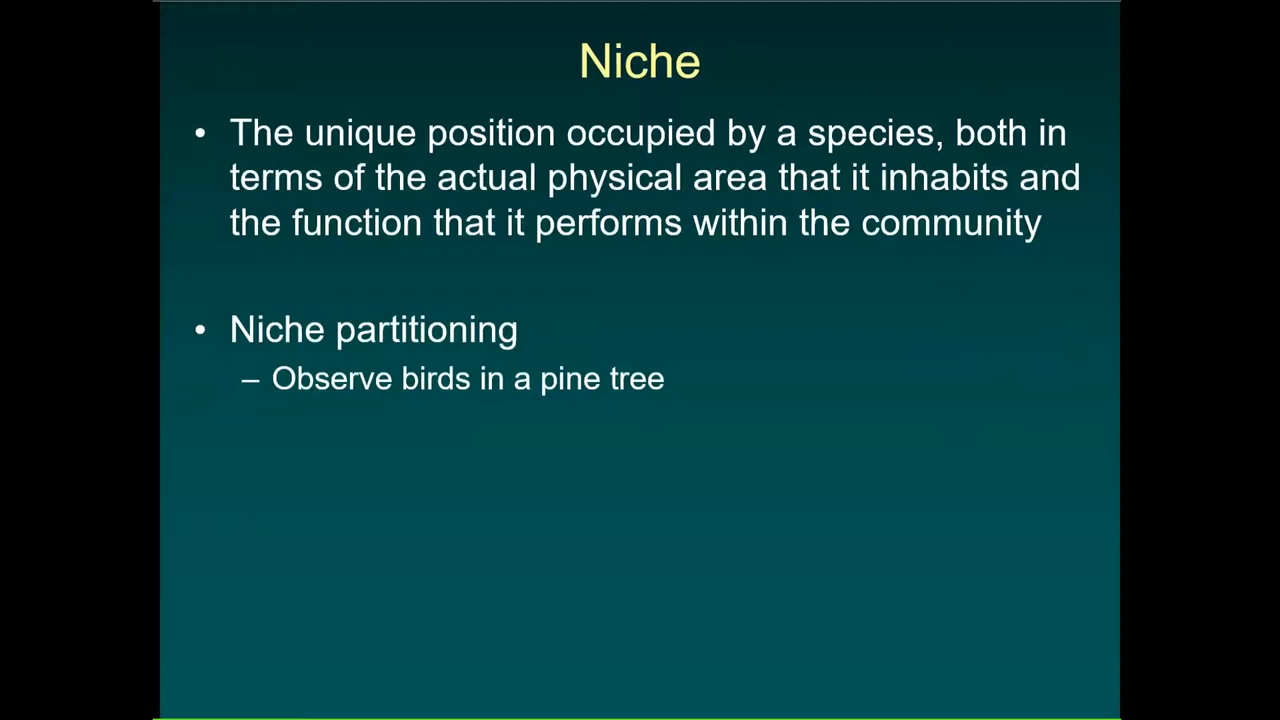 Niche
• The unique position occupied by a species, both in
terms of the actual physical area that it inhabits and
the function that it performs within the community
• Niche partitioning
– Observe birds in a pine tree